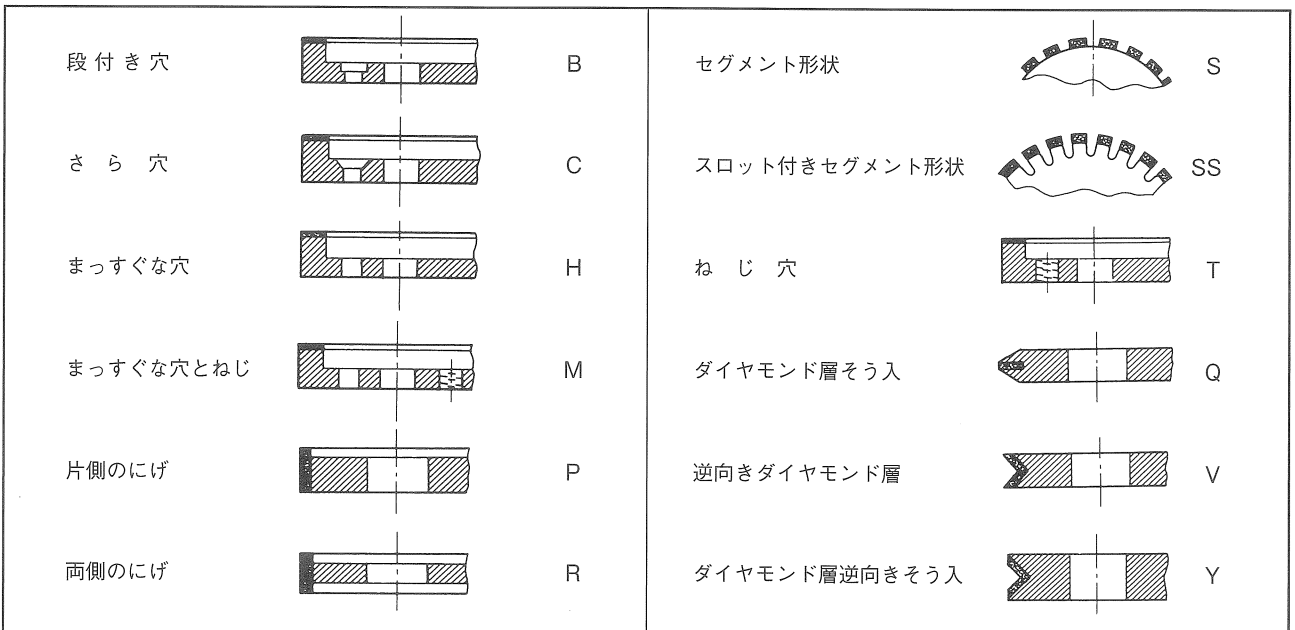 段付き穴 B
さら穴 C
まっすぐな穴 H
まっすぐな穴とねじ M
片側のにげ P
両側のにげ R
セグメント形状 S
スロット付きセグメント形状 SS
ねじ穴 T
ダイヤモンド層そう入 Q
逆向きダイヤモンド層 V
ダイヤモンド層逆向きそう入 Y